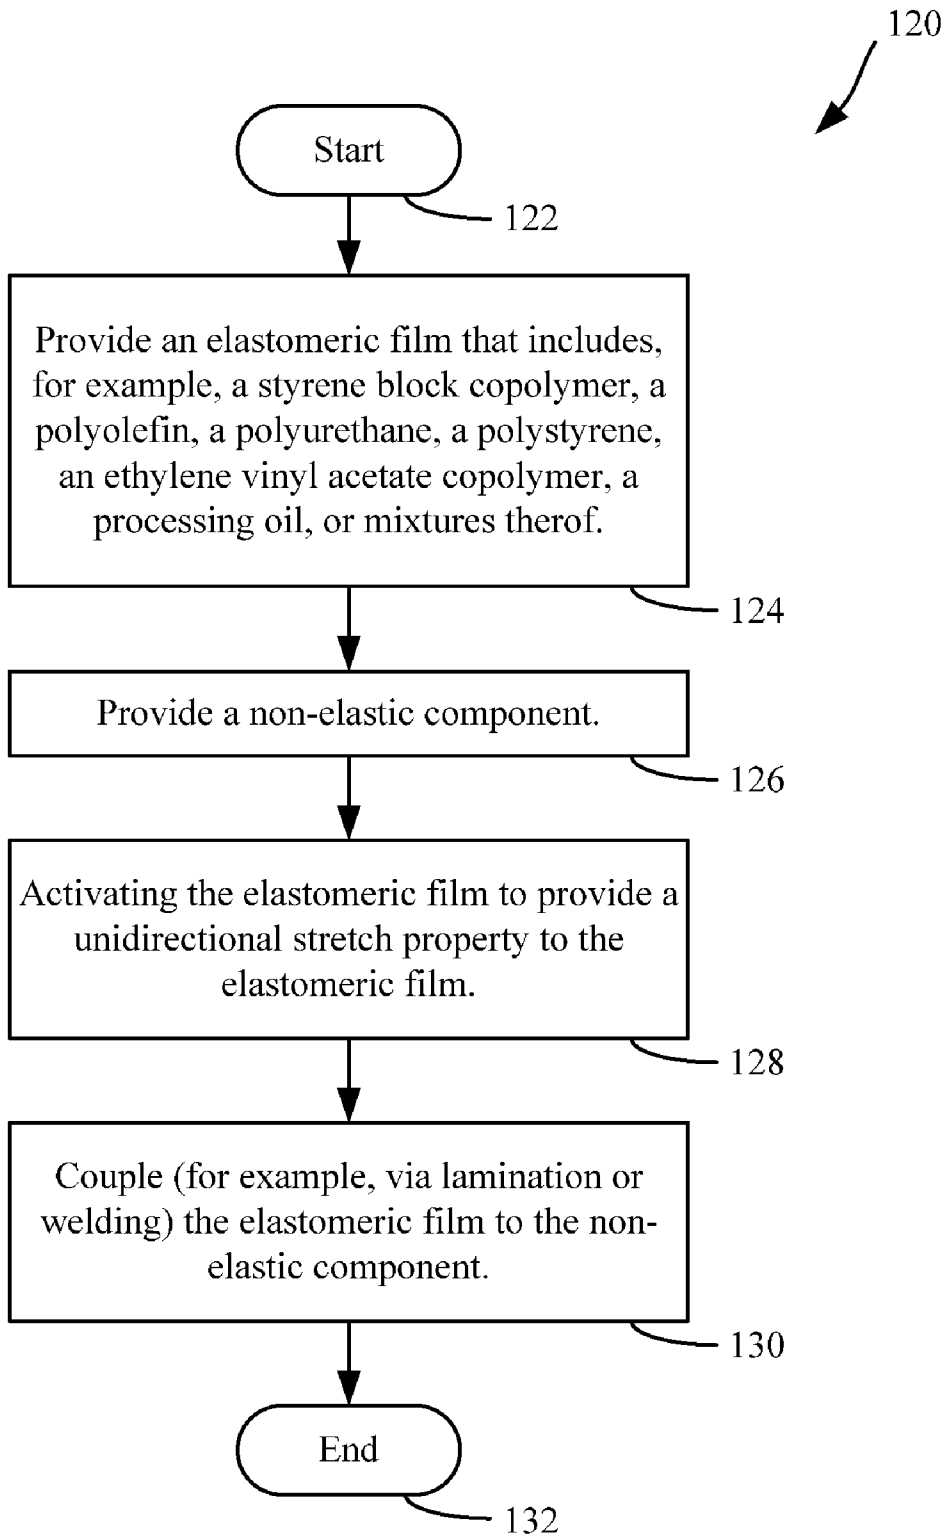 120
Start
122
Provide an elastomeric film that includes,
for example, a styrene block copolymer, a
polyolefin, a polyurethane, a polystyrene,
an ethylene vinyl acetate copolymer, a
processing oil, or mixtures therof.
124
Provide a non-elastic component.
126
Activating the elastomeric film to provide a
unidirectional stretch property to the
elastomeric film.
128
Couple (for example, via lamination or
welding) the elastomeric film to the non-
elastic component.
130
End
132